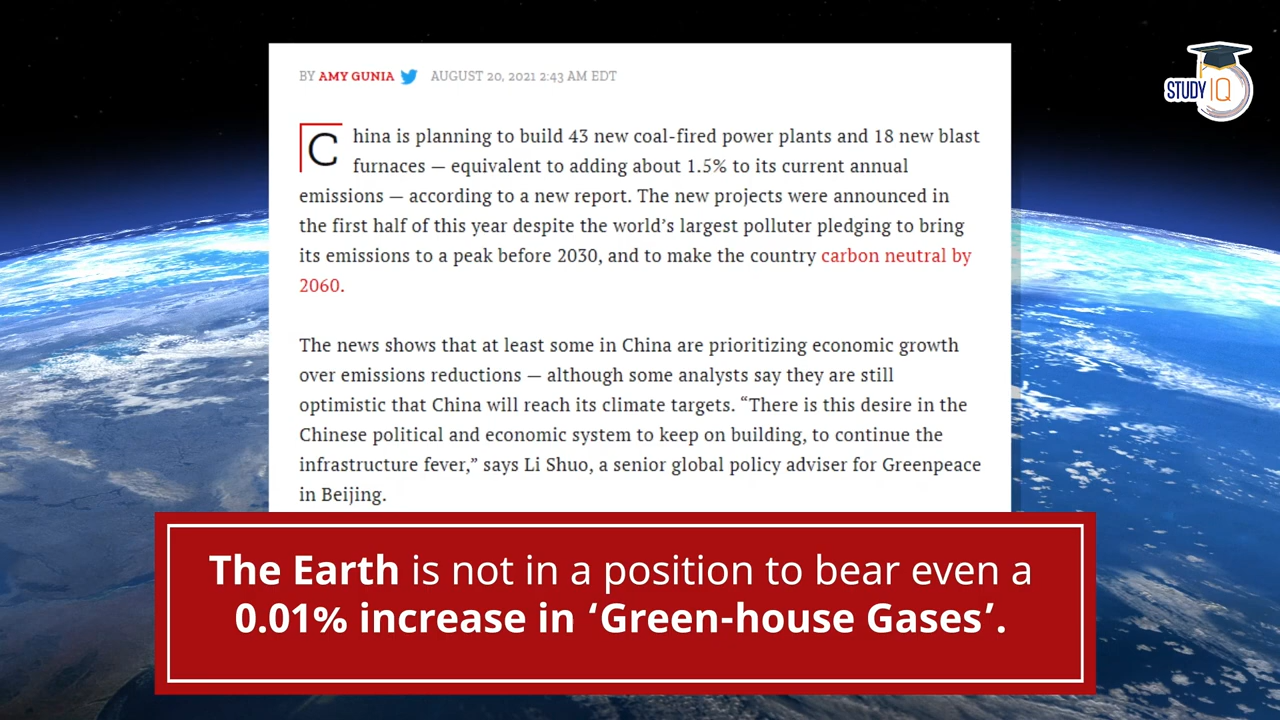 BY AMY GUNIA AUGUST 20, 2021 2:43 AM EDT
STUDY IQ
China is planning to build 43 new coal-fired power plants and 18 new blast
furnaces — equivalent to adding about 1.5% to its current annual
emissions — according to a new report. The new projects were announced in
the first half of this year despite the world’s largest polluter pledging to bring
its emissions to a peak before 2030, and to make the country carbon neutral by
2060.
The news shows that at least some in China are prioritizing economic growth
over emissions reductions — although some analysts say they are still
optimistic that China will reach its climate targets. “There is this desire in the
Chinese political and economic system to keep on building, to continue the
infrastructure fever,” says Li Shuo, a senior global policy adviser for Greenpeace
in Beijing.
The Earth is not in a position to bear even a
0.01% increase in ‘Green-house Gases’.